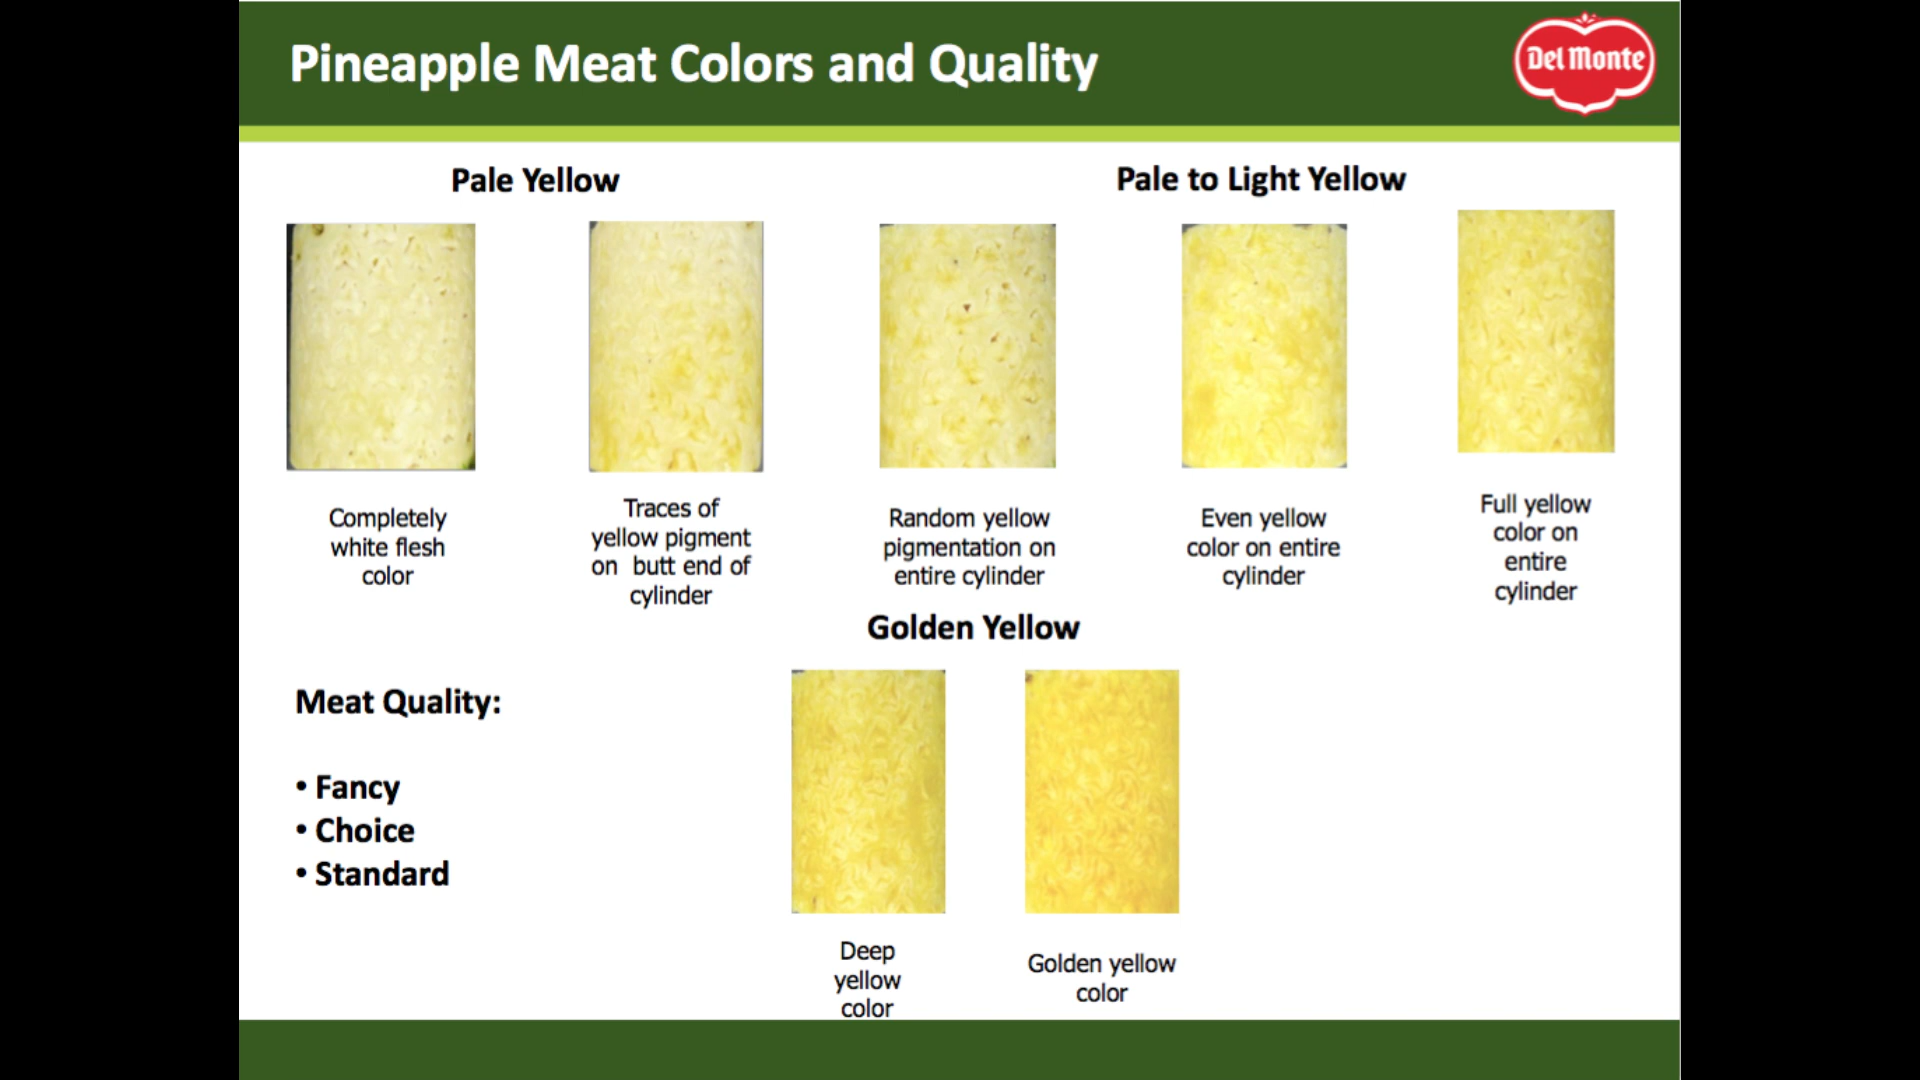 Pineapple Meat Colors and Quality
Del Monte
Pale Yellow
Pale to Light Yellow
Completely
white flesh
color
Traces of
yellow pigment
on  butt end of
cylinder
Random yellow
pigmentation on
entire cylinder
Even yellow
color on entire
cylinder
Full yellow
color on
entire
cylinder
Golden Yellow
Meat Quality:
• Fancy
• Choice
• Standard
Deep
yellow
color
Golden yellow
color